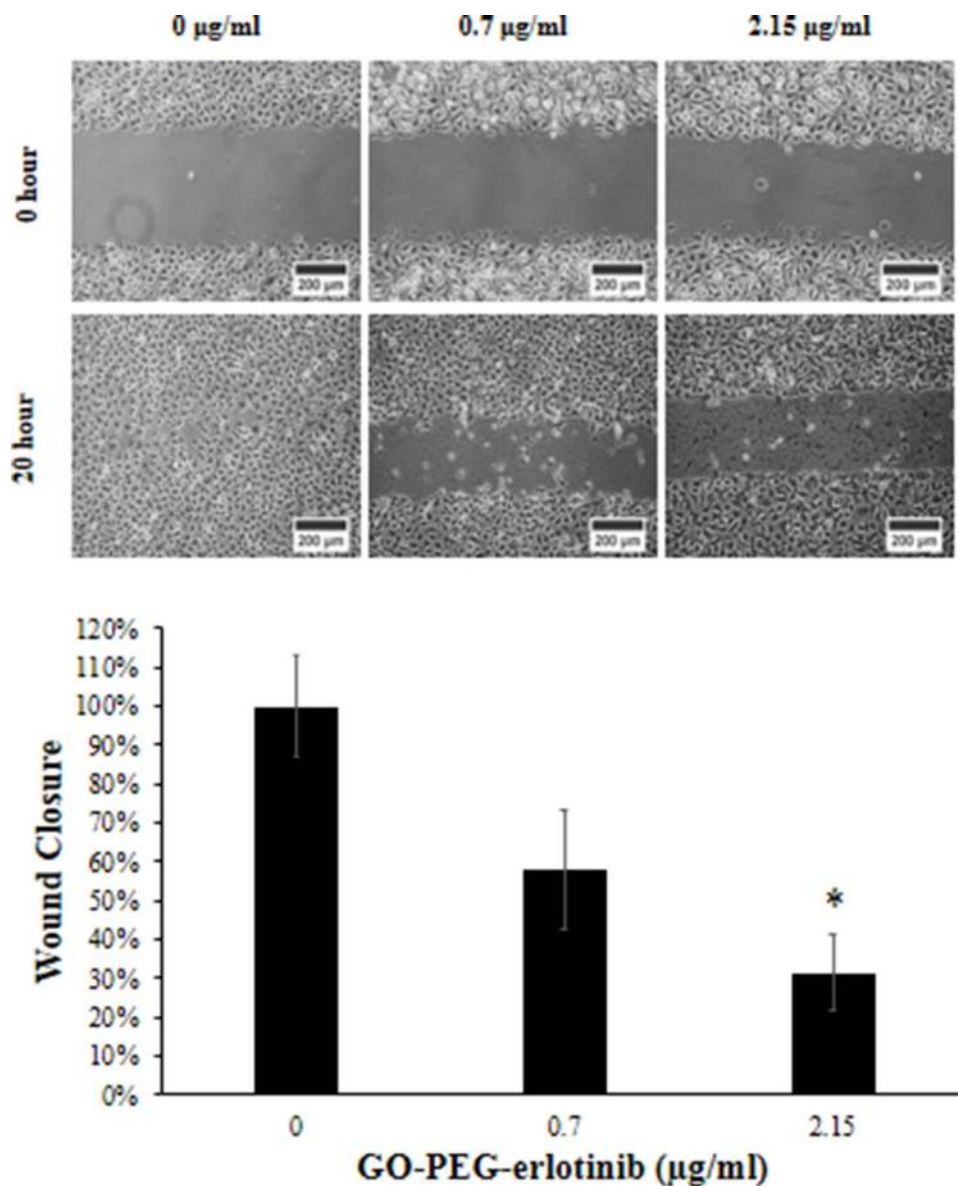 0 µg/ml 0.7 µg/ml 2.15 µg/ml
0 hour
200 µm 200 µm 200 µm
20 hour
200 µm 200 µm 200 µm
120%
110%
100%
90%
80%
70%
60%
50%
40%
30%
20%
10%
0%
Wound Closure
*
0 0.7 2.15
GO-PEG-erlotinib (µg/ml)